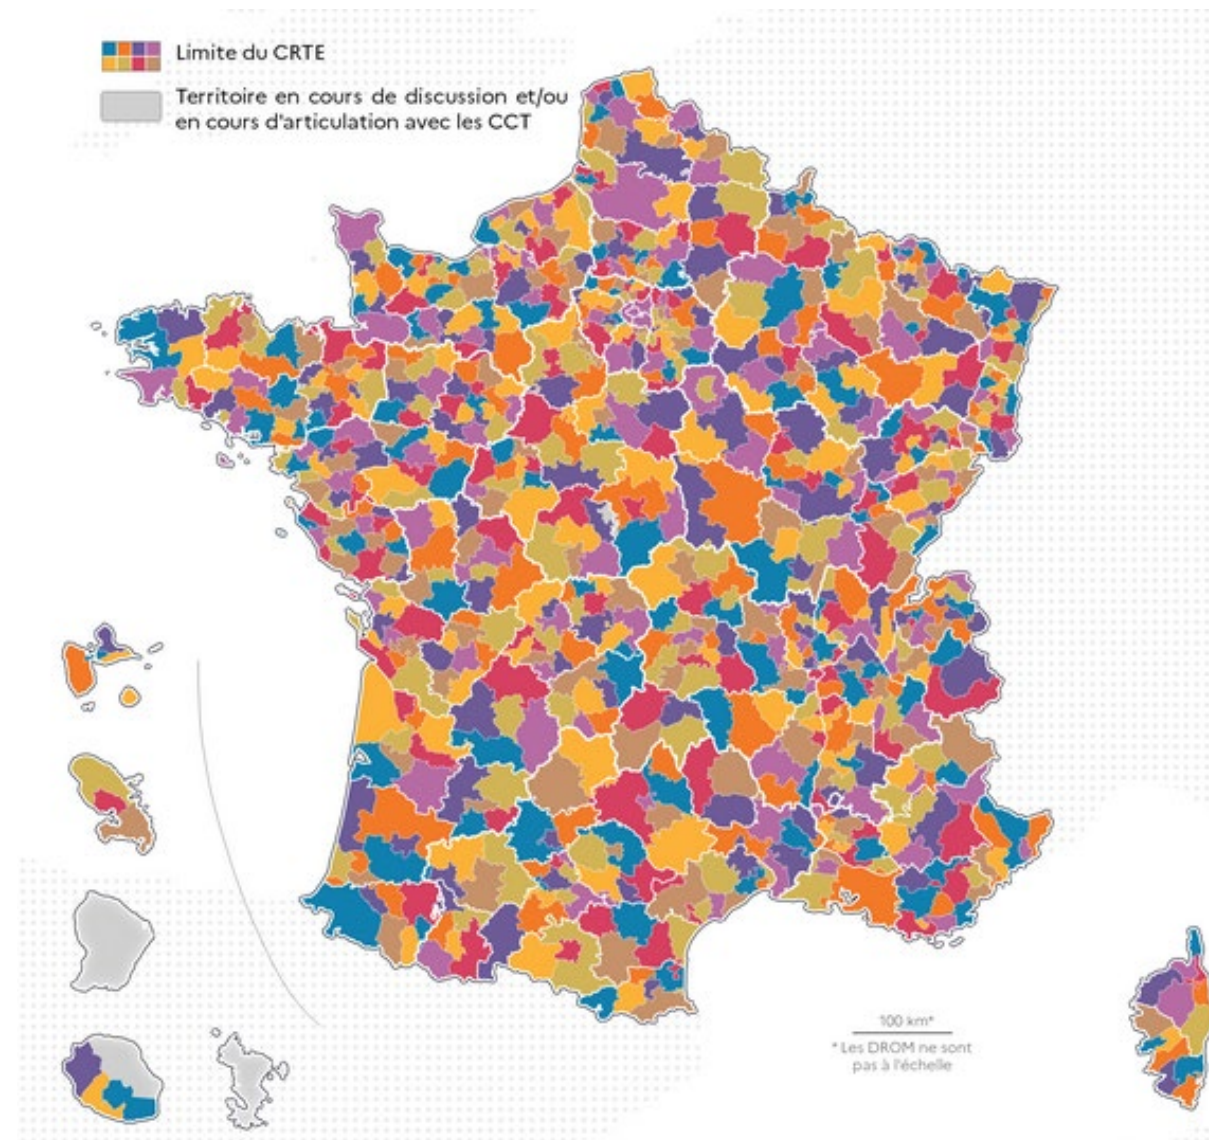 Limite du CRTE
Territoire en cours de discussion et/ou
en cours d'articulation avec les CCT
100 km*
* Les DROM ne sont
pas à l'échelle